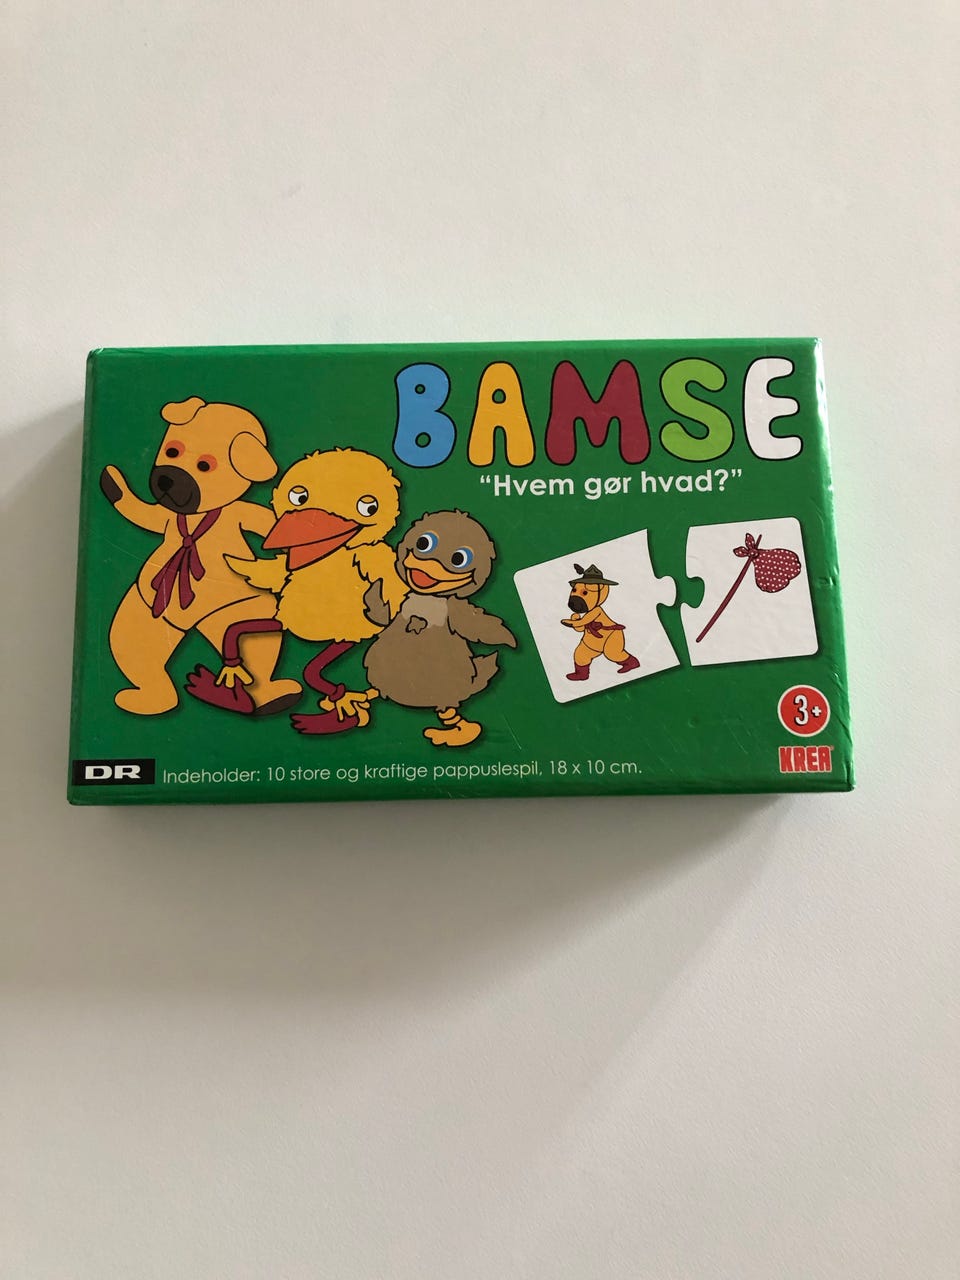 BAMSE
“Hvem gør hvad?”
3+
KREA
DR
Indeholder: 10 store og kraftige pappuslespil, 18 x 10 cm.